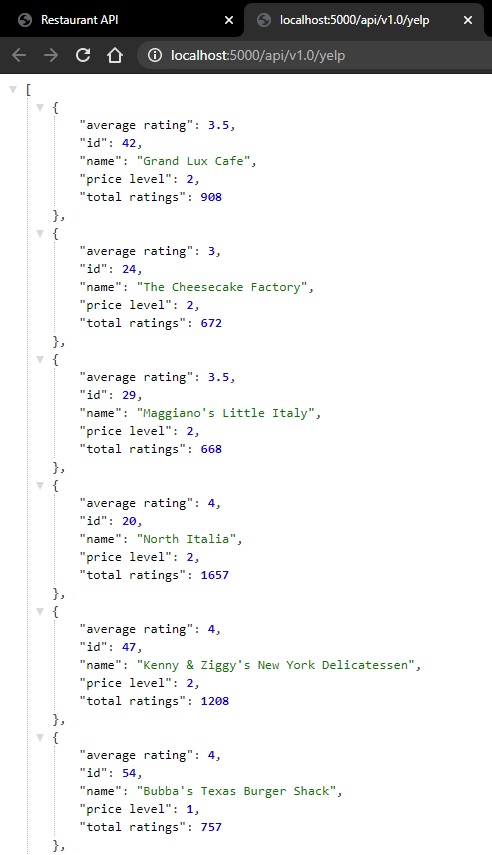 Restaurant API
localhost:5000/api/v1.0/yelp
localhost:5000/api/v1.0/yelp
[
{
"average rating": 3.5,
"id": 42,
"name": "Grand Lux Cafe",
"price level": 2,
"total ratings": 908
},
{
"average rating": 3,
"id": 24,
"name": "The Cheesecake Factory",
"price level": 2,
"total ratings": 672
},
{
"average rating": 3.5,
"id": 29,
"name": "Maggiano's Little Italy",
"price level": 2,
"total ratings": 668
},
{
"average rating": 4,
"id": 20,
"name": "North Italia",
"price level": 2,
"total ratings": 1657
},
{
"average rating": 4,
"id": 47,
"name": "Kenny & Ziggy's New York Delicatessen",
"price level": 2,
"total ratings": 1208
},
{
"average rating": 4,
"id": 54,
"name": "Bubba's Texas Burger Shack",
"price level": 1,
"total ratings": 757
},